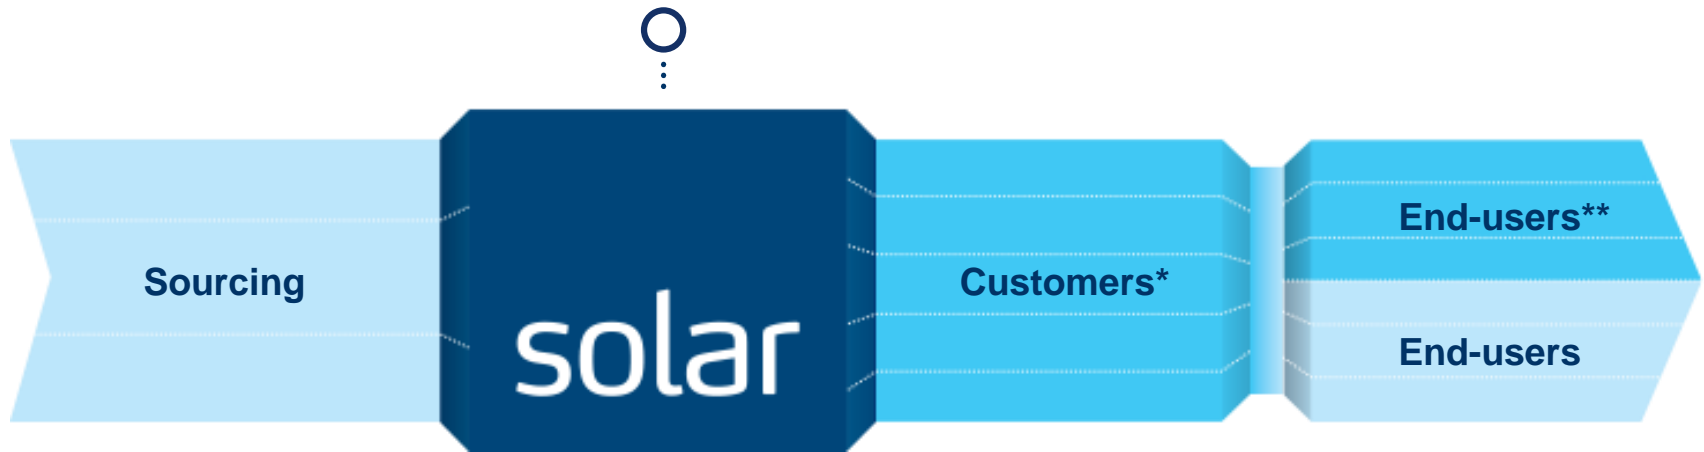 Sourcing
solar
Customers*
End-users**
End-users